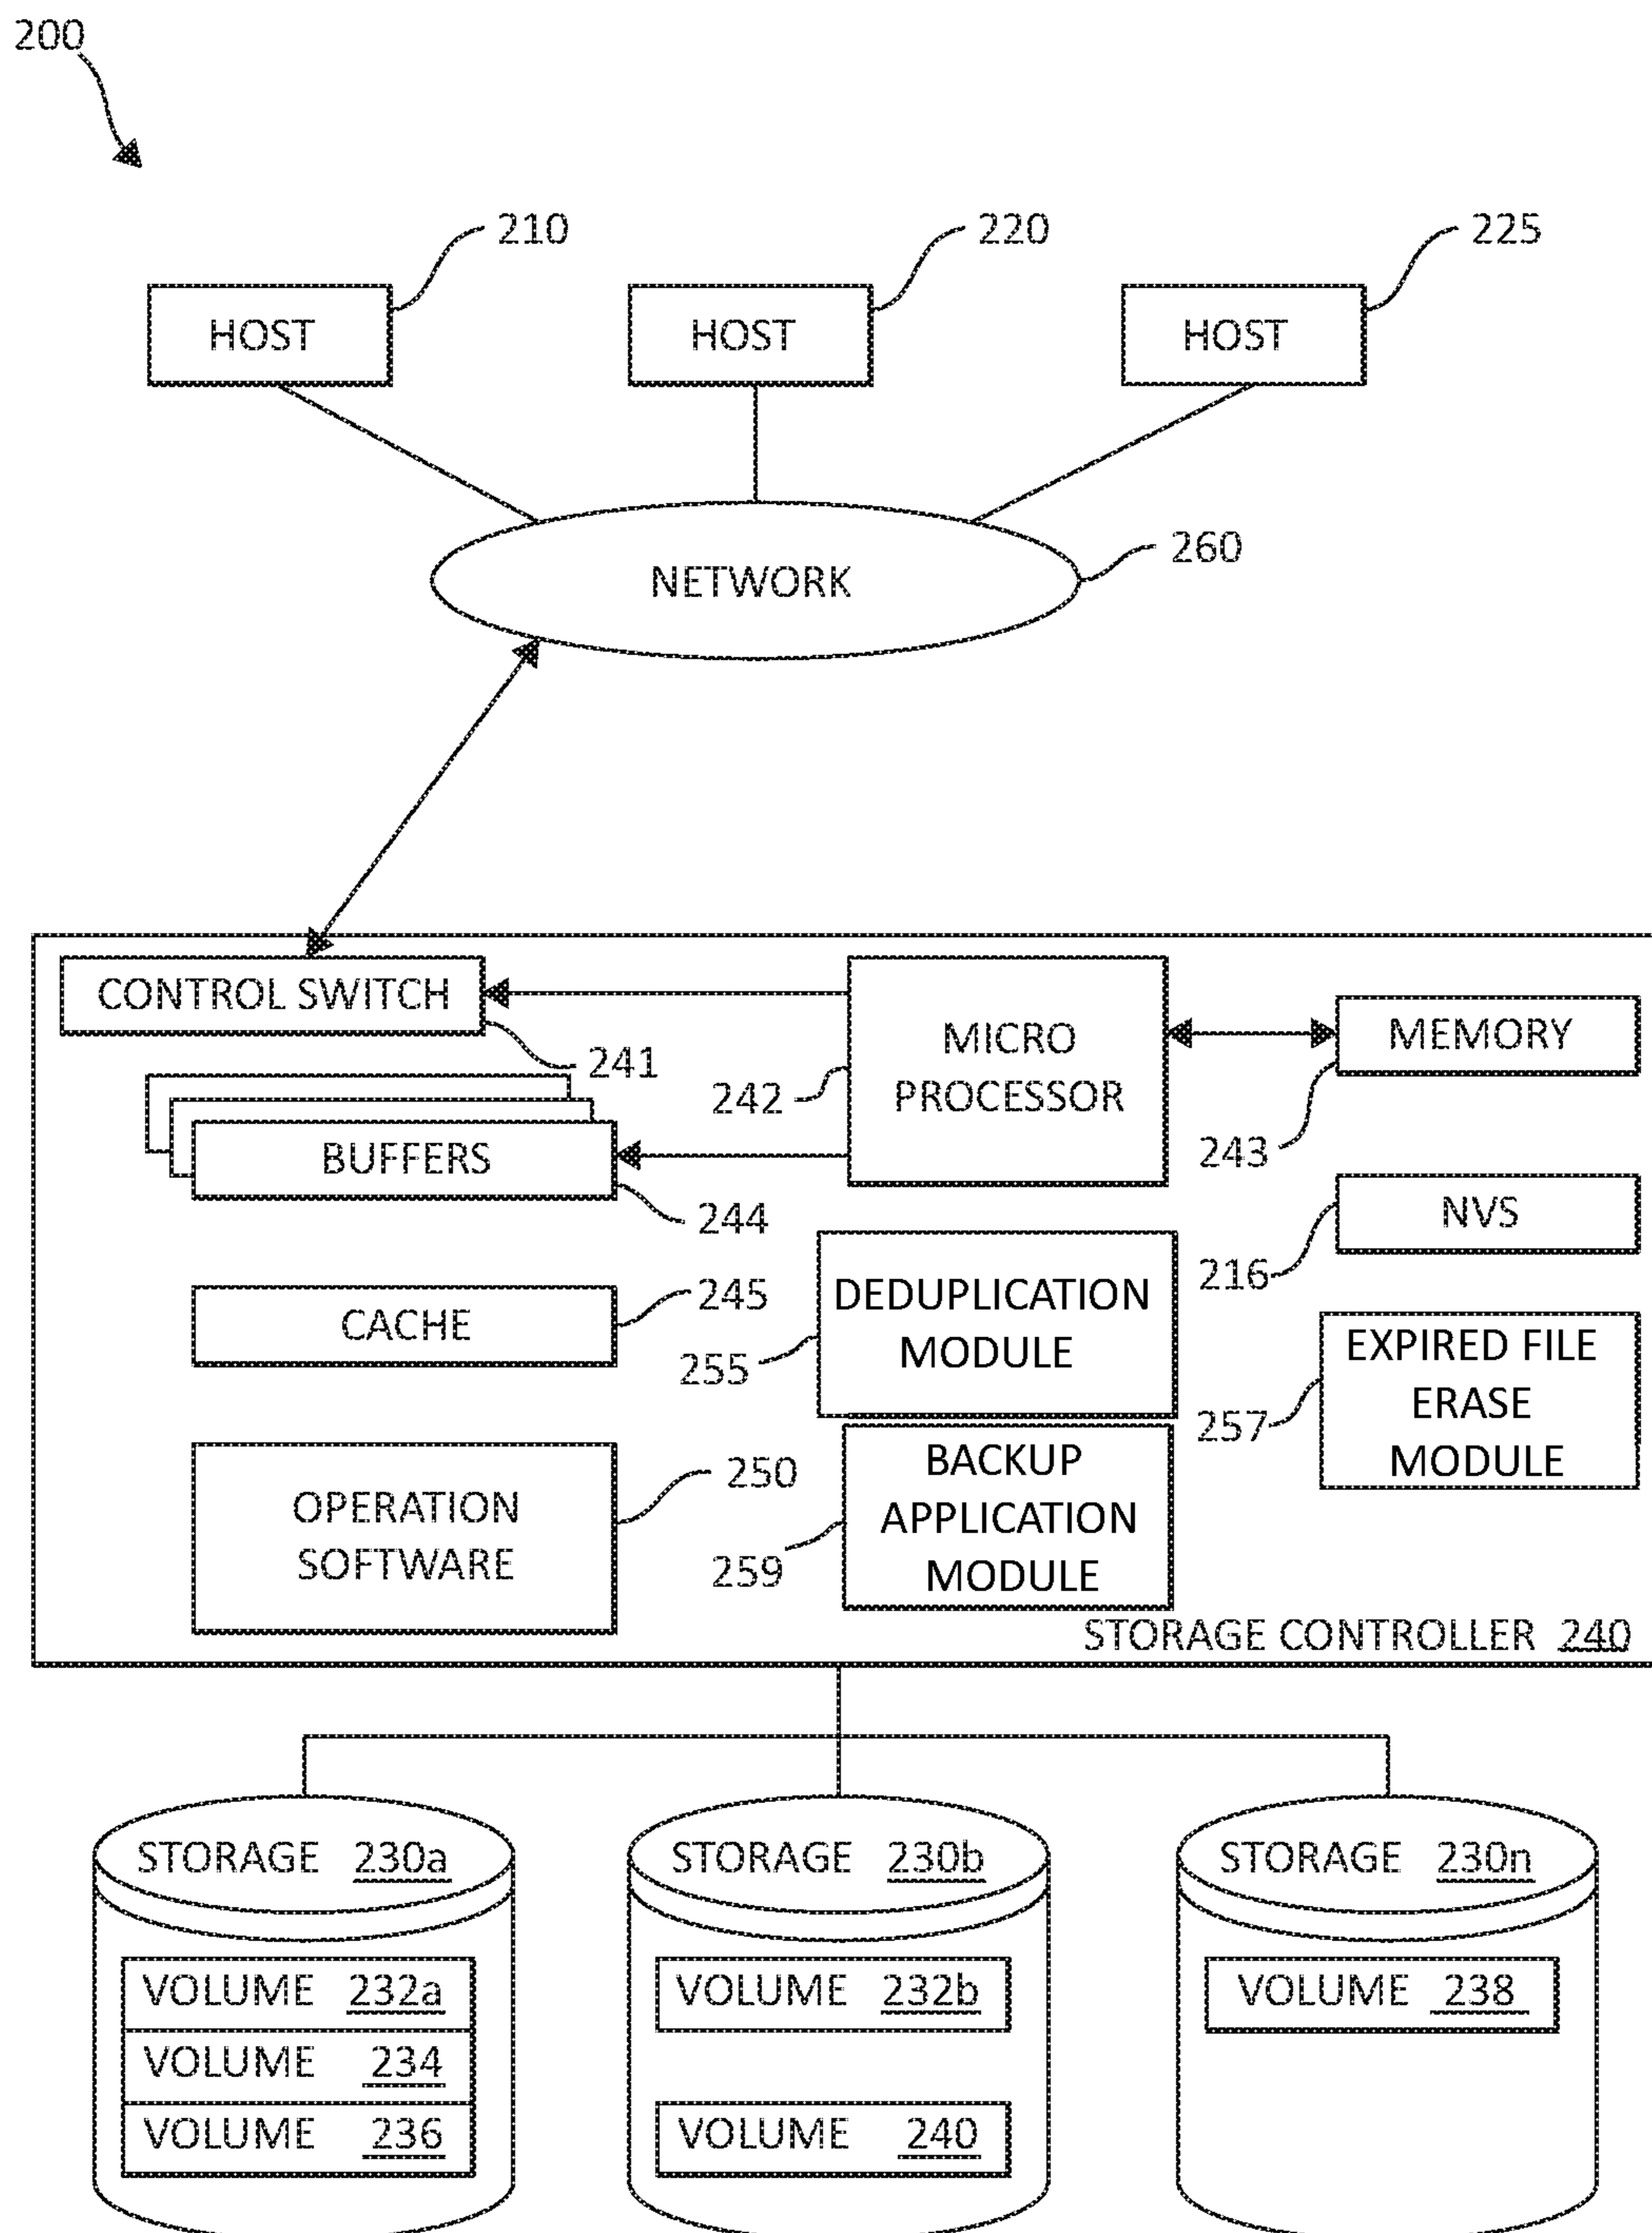 200
210
220
225
HOST
HOST
HOST
260
NETWORK
CONTROL SWITCH
241
MICRO
PROCESSOR
242
MEMORY
243
BUFFERS
244
NVS
216
CACHE
245
DEDUPLICATION
MODULE
255
EXPIRED FILE
ERASE
MODULE
257
OPERATION
SOFTWARE
250
BACKUP
APPLICATION
MODULE
259
STORAGE CONTROLLER 240
STORAGE 230a
VOLUME 232a
VOLUME 234
VOLUME 236
STORAGE 230b
VOLUME 232b
VOLUME 240
STORAGE 230n
VOLUME 238